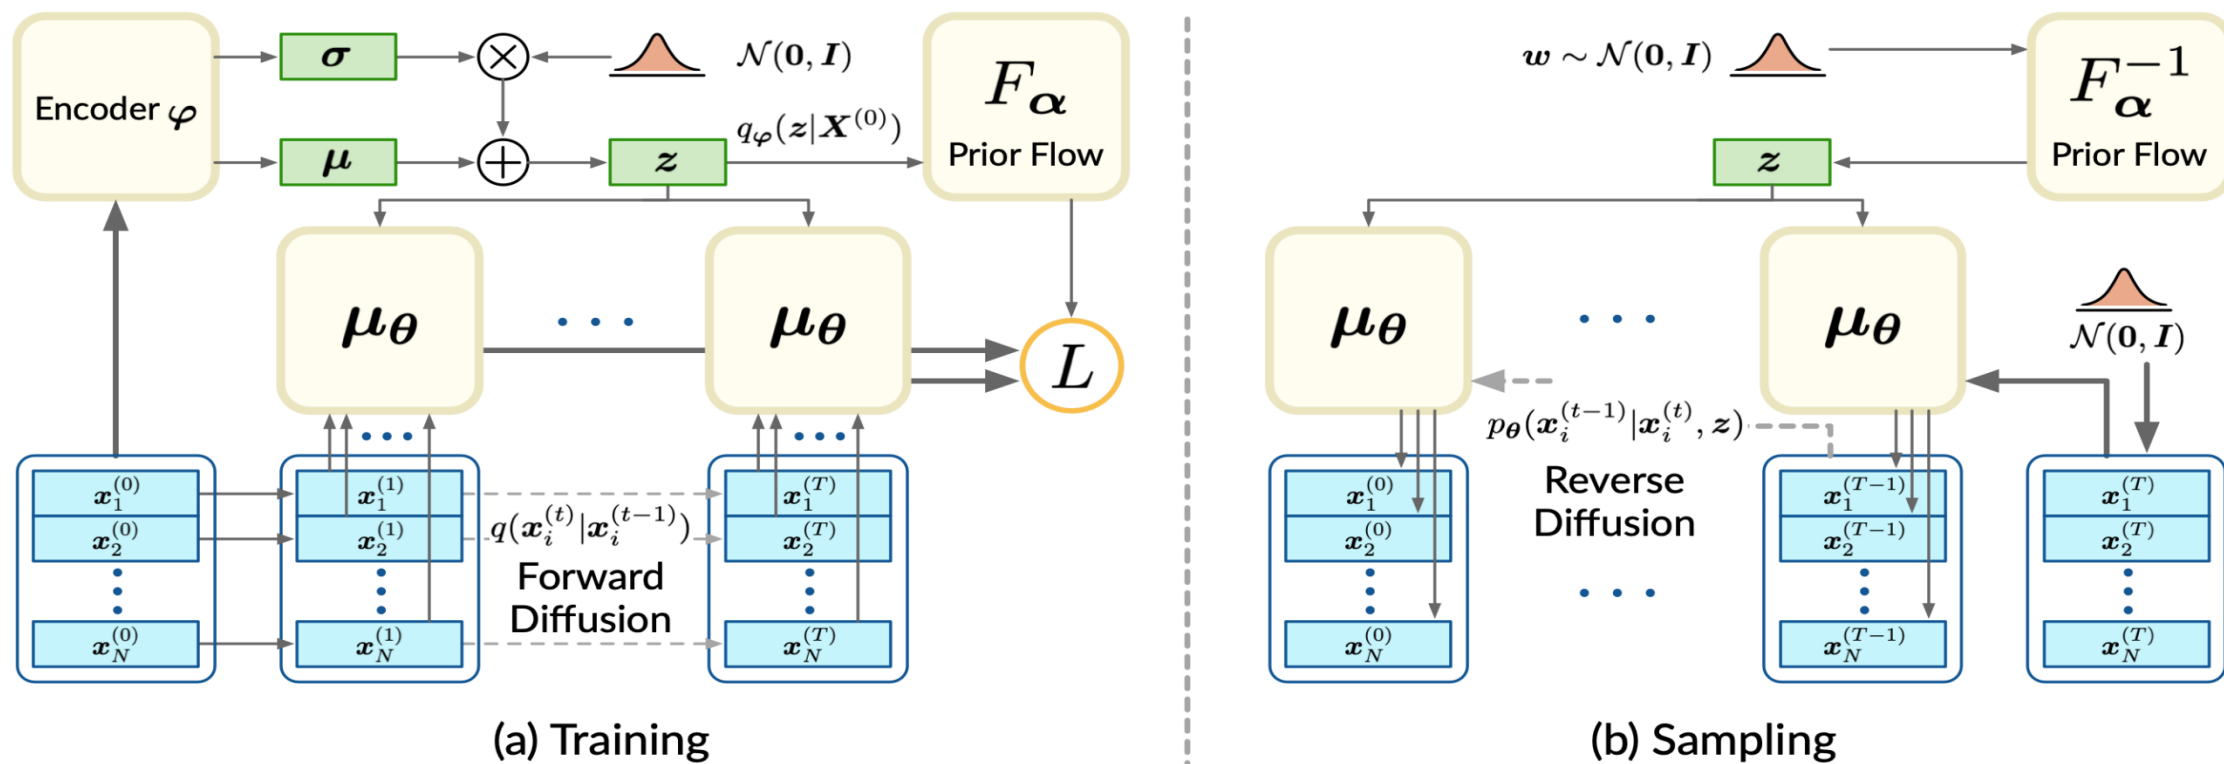 Encoder φ
σ
×
𝒩(0, I)
μ
+
z
q_φ(z|X^(0))
F_α
Prior Flow
μ_θ
. . .
μ_θ
L
. . .
. . .
x_1^(0)
x_2^(0)
x_N^(0)
x_1^(1)
x_2^(1)
x_N^(1)
q(x_i^(t)|x_i^(t−1))
Forward
Diffusion
x_1^(T)
x_2^(T)
x_N^(T)
(a) Training
w ∼ 𝒩(0, I)
F_α^−1
Prior Flow
z
μ_θ
. . .
μ_θ
𝒩(0, I)
p_θ(x_i^(t−1)|x_i^(t), z)
Reverse
Diffusion
. . .
x_1^(0)
x_2^(0)
x_N^(0)
x_1^(T−1)
x_2^(T−1)
x_N^(T−1)
x_1^(T)
x_2^(T)
x_N^(T)
(b) Sampling